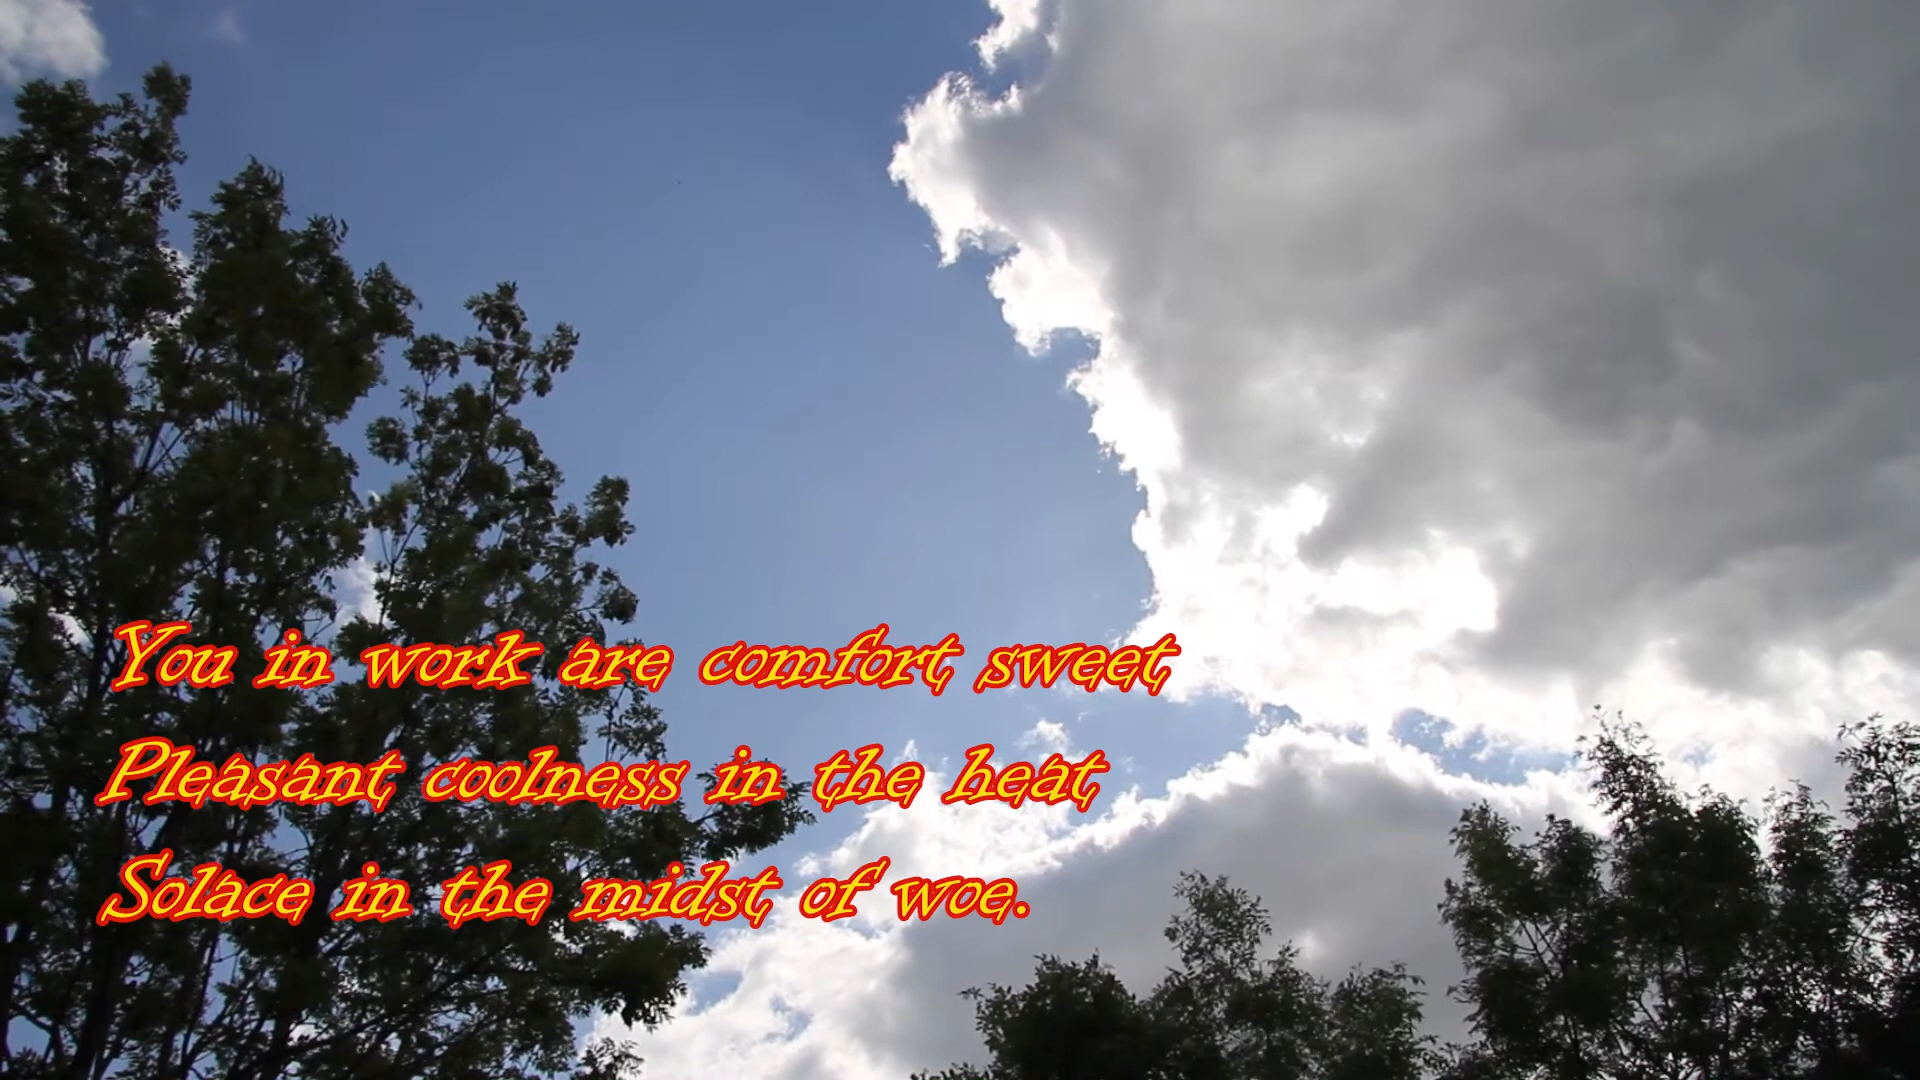 You in work are comfort sweet
Pleasant coolness in the heat
Solace in the midst of woe.